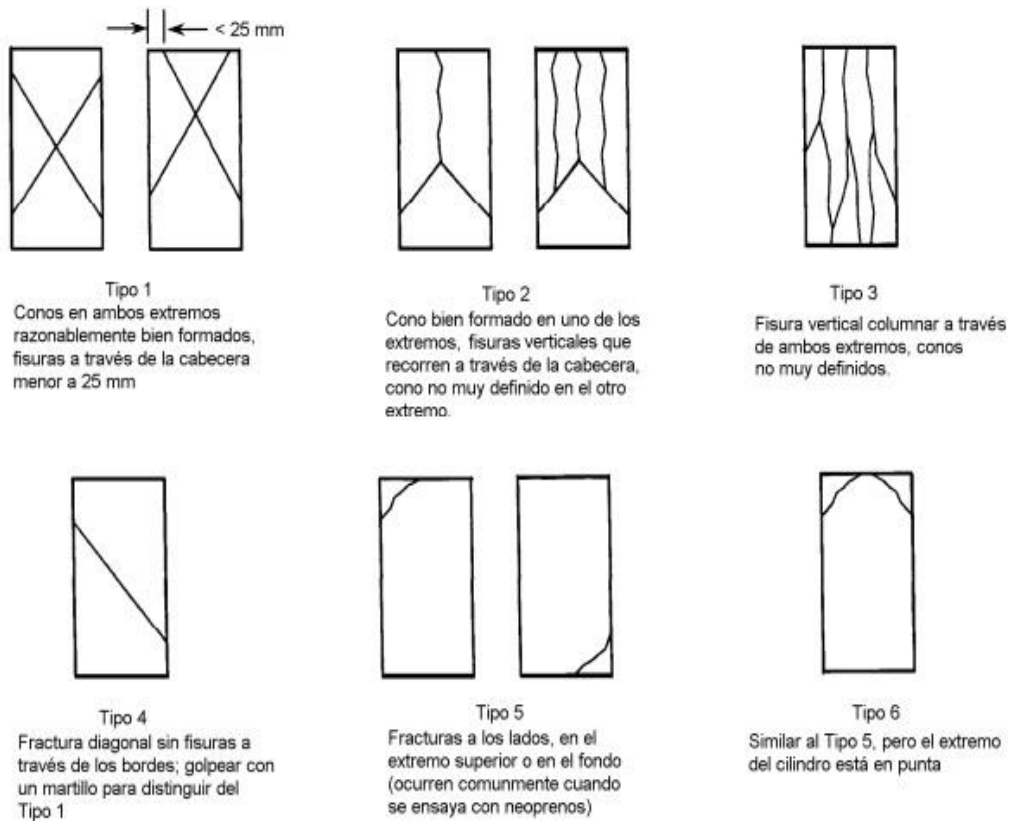 < 25 mm
Tipo 1
Conos en ambos extremos
razonablemente bien formados,
fisuras a través de la cabecera
menor a 25 mm
Tipo 2
Cono bien formado en uno de los
extremos, fisuras verticales que
recorren a través de la cabecera,
cono no muy definido en el otro
extremo.
Tipo 3
Fisura vertical columnar a través
de ambos extremos, conos
no muy definidos.
Tipo 4
Fractura diagonal sin fisuras a
través de los bordes; golpear con
un martillo para distinguir del
Tipo 1
Tipo 5
Fracturas a los lados, en el
extremo superior o en el fondo
(ocurren comunmente cuando
se ensaya con neoprenos)
Tipo 6
Similar al Tipo 5, pero el extremo
del cilindro está en punta